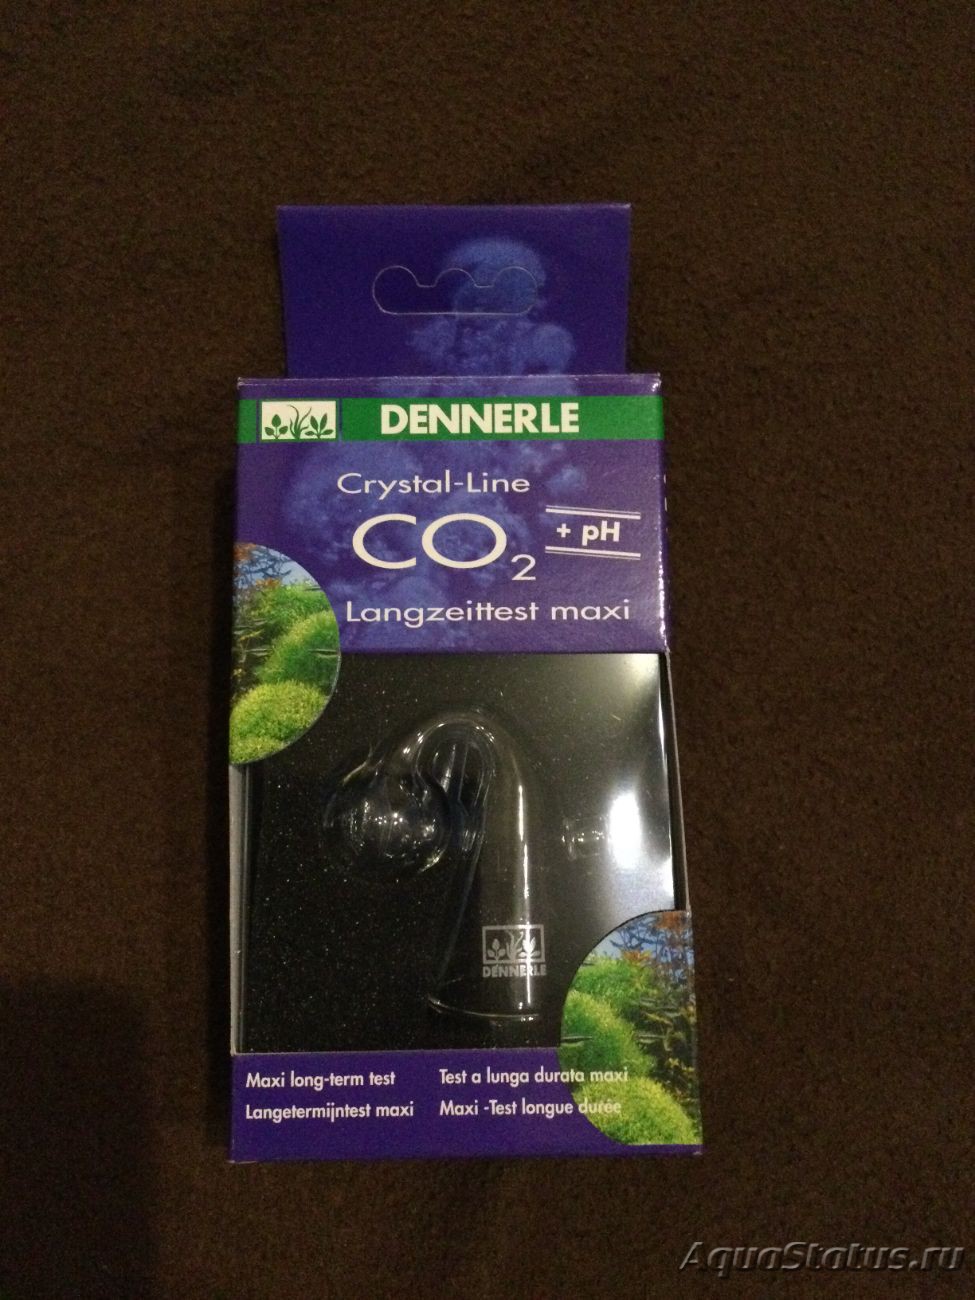 DENNERLE
Crystal-Line
CO2 + pH
Langzeittest maxi
DENNERLE
Maxi long-term test
Test a lunga durata maxi
Langetermijntest maxi
Maxi -Test longue durée
AquaStatus.ru